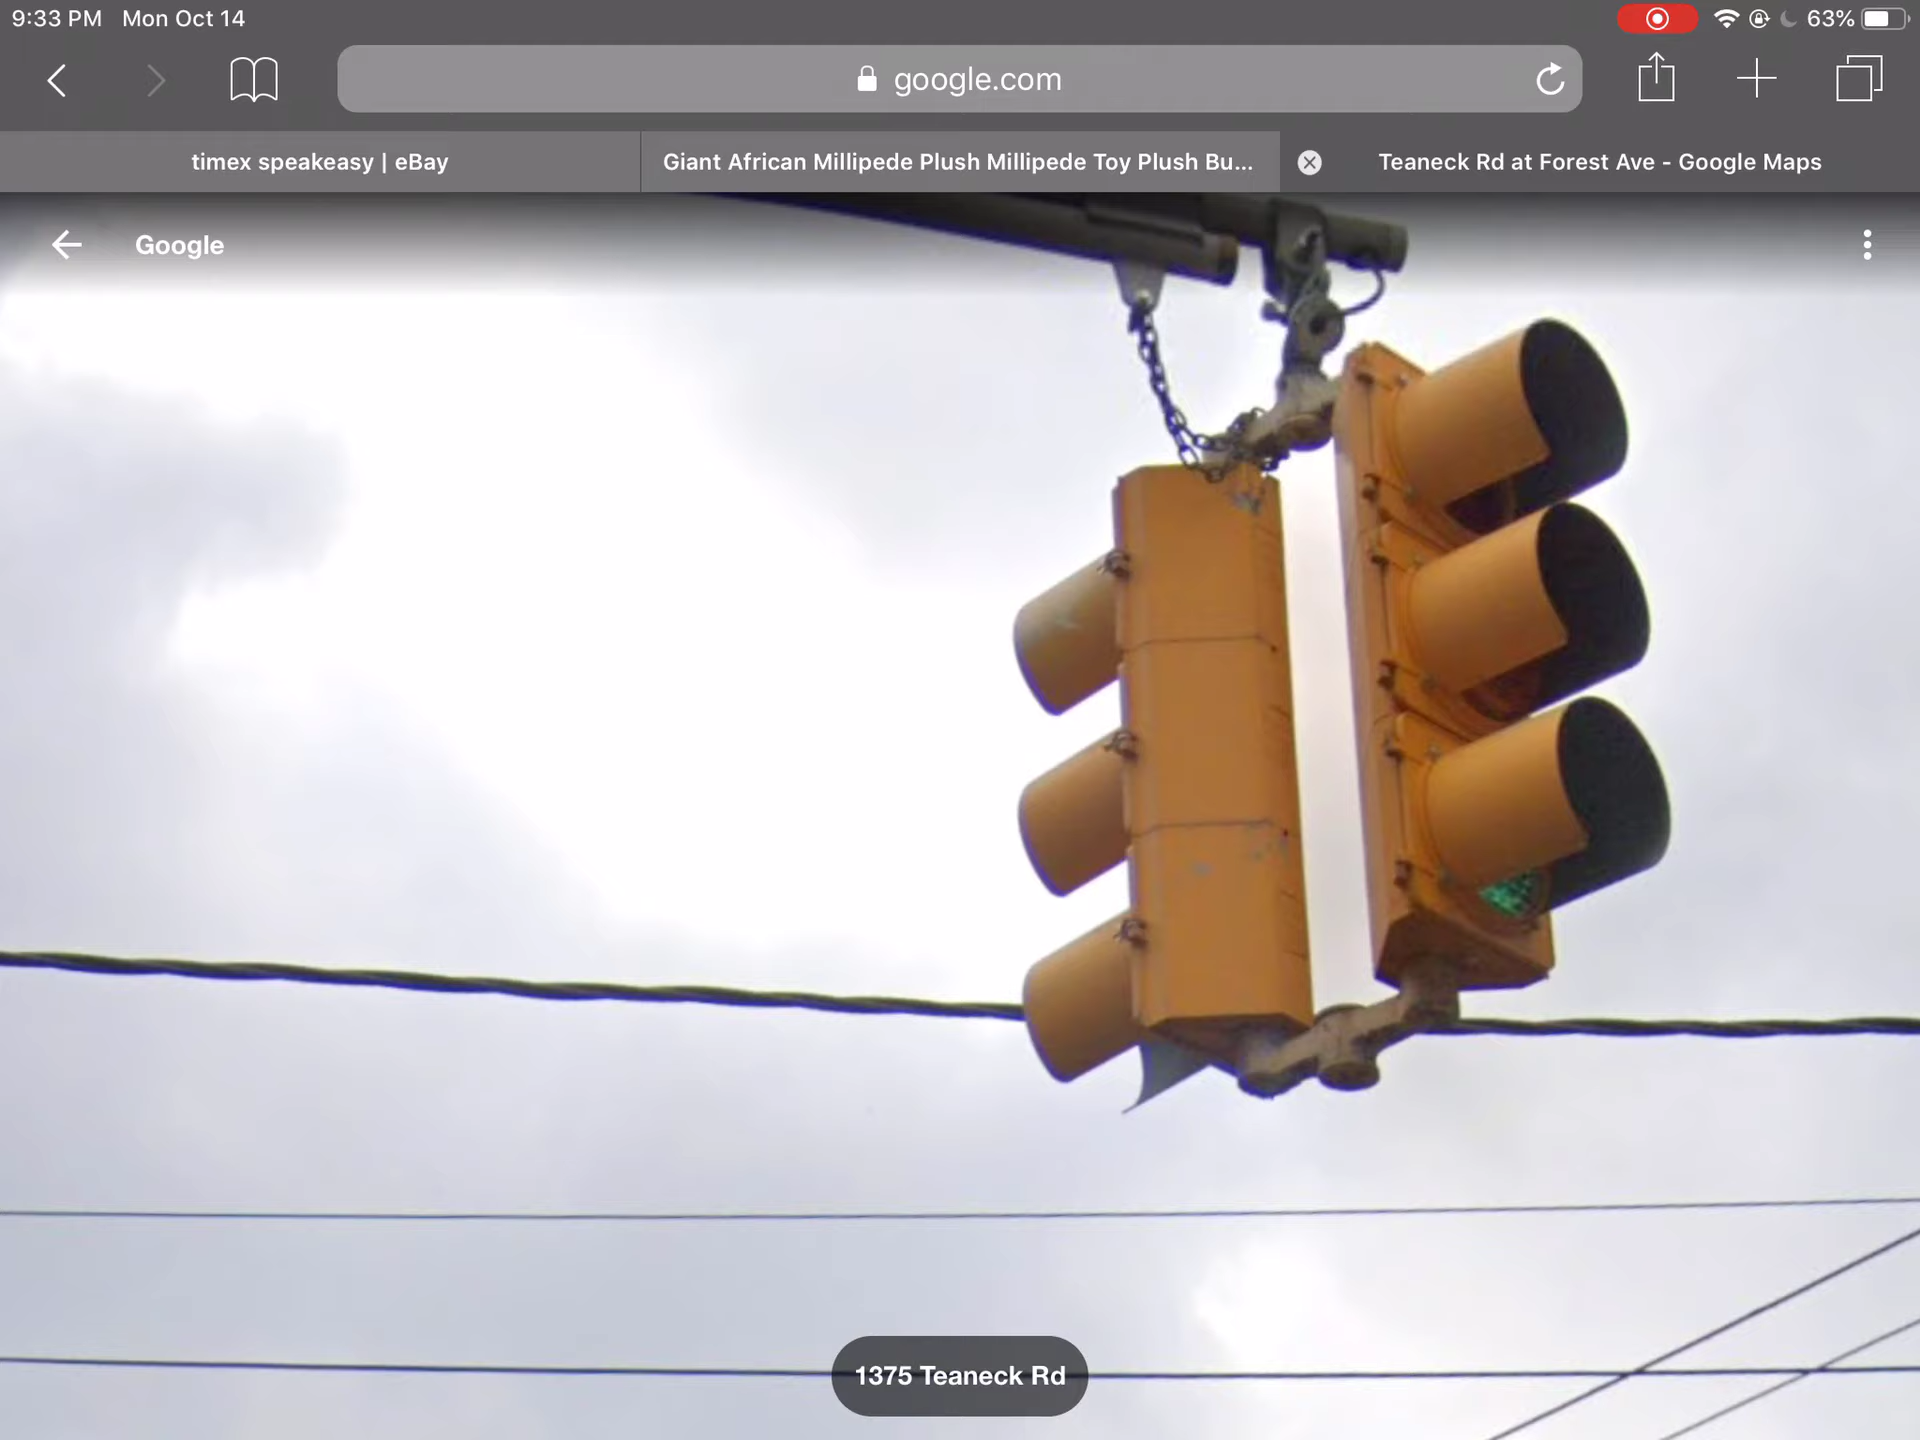 9:33 PM Mon Oct 14
63%
google.com
timex speakeasy | eBay
Giant African Millipede Plush Millipede Toy Plush Bu...
Teaneck Rd at Forest Ave - Google Maps
Google
1375 Teaneck Rd